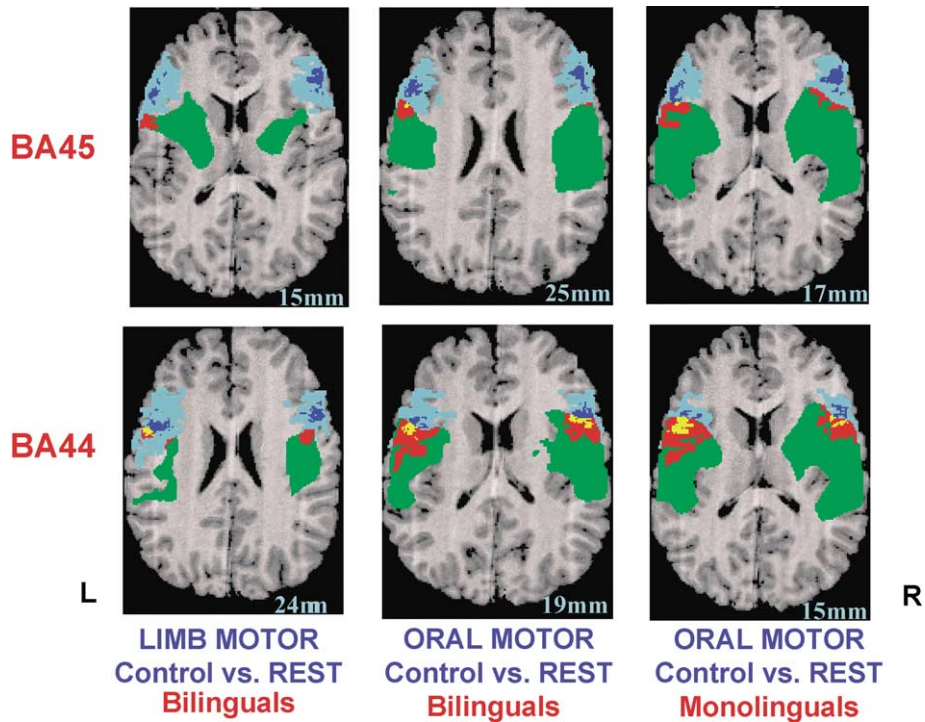 BA45
15mm
25mm
17mm
BA44
24mm
19mm
15mm
L
R
LIMB MOTOR
Control vs. REST
Bilinguals
ORAL MOTOR
Control vs. REST
Bilinguals
ORAL MOTOR
Control vs. REST
Monolinguals